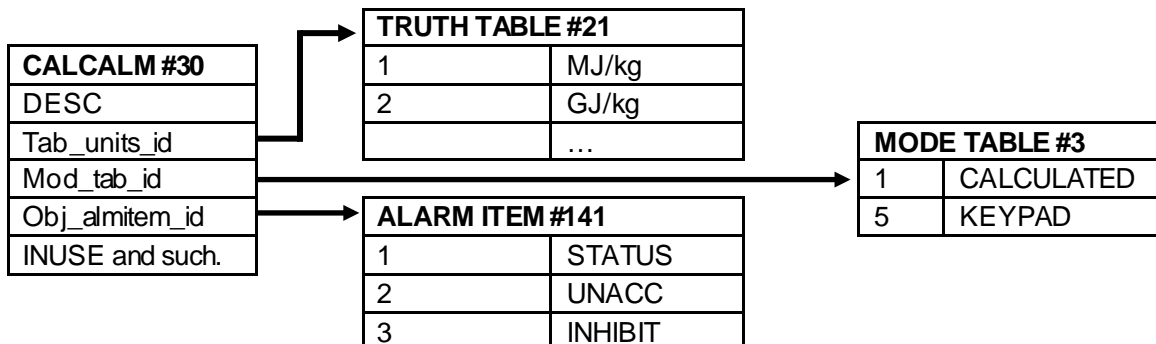 CALCALM #30
DESC
Tab_units_id
Mod_tab_id
Obj_almitem_id
INUSE and such.
TRUTH TABLE #21
1 MJ/kg
2 GJ/kg
…
ALARM ITEM #141
1 STATUS
2 UNACC
3 INHIBIT
MODE TABLE #3
1 CALCULATED
5 KEYPAD